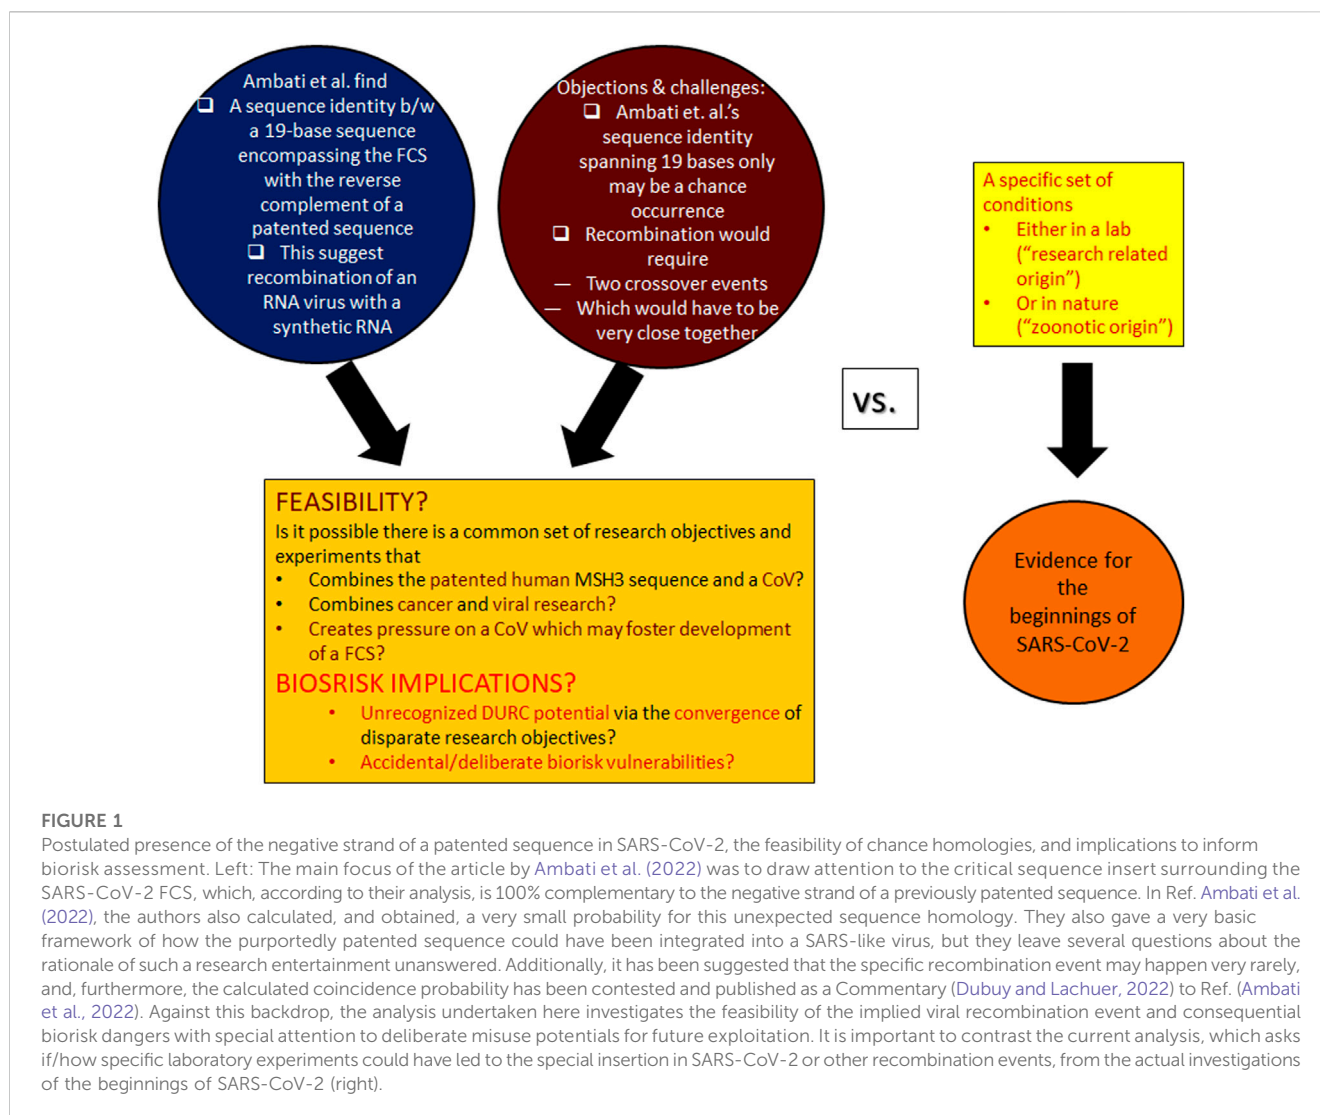 Ambati et al. find
❑ A sequence identity b/w
a 19-base sequence
encompassing the FCS
with the reverse
complement of a
patented sequence
❑ This suggest
recombination of an
RNA virus with a
synthetic RNA
Objections & challenges:
❑ Ambati et. al.'s
sequence identity
spanning 19 bases only
may be a chance
occurrence
❑ Recombination would
require
— Two crossover events
— Which would have to be
very close together
A specific set of
conditions
• Either in a lab
("research related
origin")
• Or in nature
("zoonotic origin")
vs.
FEASIBILITY?
Is it possible there is a common set of research objectives and
experiments that
• Combines the patented human MSH3 sequence and a CoV?
• Combines cancer and viral research?
• Creates pressure on a CoV which may foster development
of a FCS?
BIOSRISK IMPLICATIONS?
• Unrecognized DURC potential via the convergence of
disparate research objectives?
• Accidental/deliberate biorisk vulnerabilities?
Evidence for
the
beginnings of
SARS-CoV-2
FIGURE 1
Postulated presence of the negative strand of a patented sequence in SARS-CoV-2, the feasibility of chance homologies, and implications to inform
biorisk assessment. Left: The main focus of the article by Ambati et al. (2022) was to draw attention to the critical sequence insert surrounding the
SARS-CoV-2 FCS, which, according to their analysis, is 100% complementary to the negative strand of a previously patented sequence. In Ref. Ambati et al.
(2022), the authors also calculated, and obtained, a very small probability for this unexpected sequence homology. They also gave a very basic
framework of how the purportedly patented sequence could have been integrated into a SARS-like virus, but they leave several questions about the
rationale of such a research entertainment unanswered. Additionally, it has been suggested that the specific recombination event may happen very rarely,
and, furthermore, the calculated coincidence probability has been contested and published as a Commentary (Dubuy and Lachuer, 2022) to Ref. (Ambati
et al., 2022). Against this backdrop, the analysis undertaken here investigates the feasibility of the implied viral recombination event and consequential
biorisk dangers with special attention to deliberate misuse potentials for future exploitation. It is important to contrast the current analysis, which asks
if/how specific laboratory experiments could have led to the special insertion in SARS-CoV-2 or other recombination events, from the actual investigations
of the beginnings of SARS-CoV-2 (right).